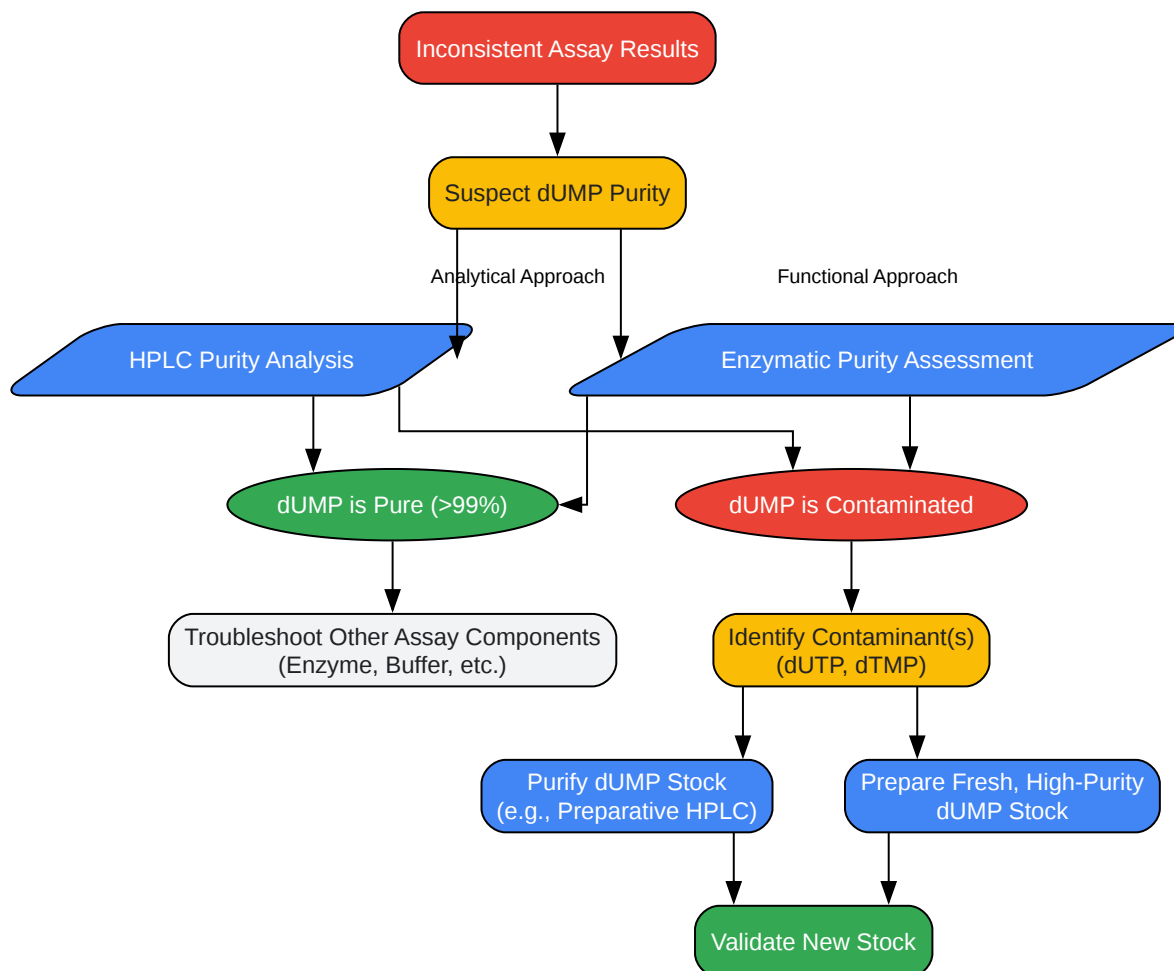 Inconsistent Assay Results
Suspect dUMP Purity
Analytical Approach
Functional Approach
HPLC Purity Analysis
Enzymatic Purity Assessment
dUMP is Pure (>99%)
dUMP is Contaminated
Troubleshoot Other Assay Components
(Enzyme, Buffer, etc.)
Identify Contaminant(s)
(dUTP, dTMP)
Purify dUMP Stock
(e.g., Preparative HPLC)
Prepare Fresh, High-Purity
dUMP Stock
Validate New Stock